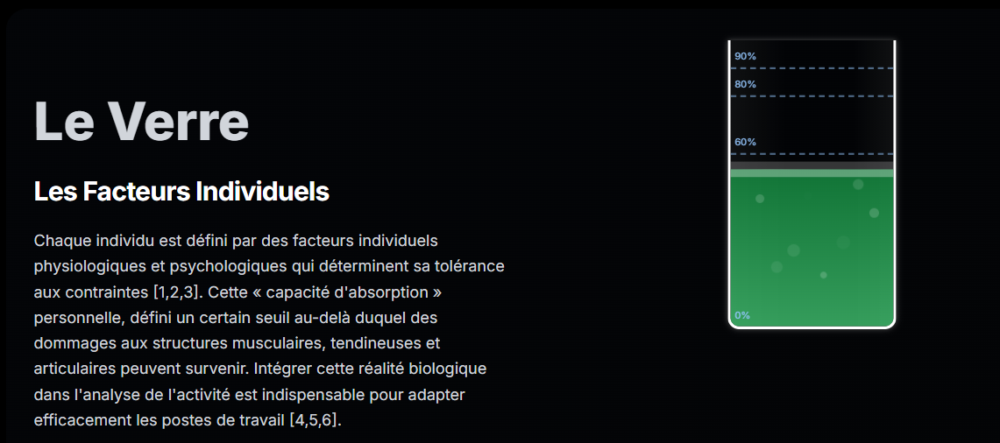 Le Verre
Les Facteurs Individuels
Chaque individu est défini par des facteurs individuels
physiologiques et psychologiques qui déterminent sa tolérance
aux contraintes [1,2,3]. Cette « capacité d'absorption »
personnelle, défini un certain seuil au-delà duquel des
dommages aux structures musculaires, tendineuses et
articulaires peuvent survenir. Intégrer cette réalité biologique
dans l'analyse de l'activité est indispensable pour adapter
efficacement les postes de travail [4,5,6].
90%
80%
60%
0%